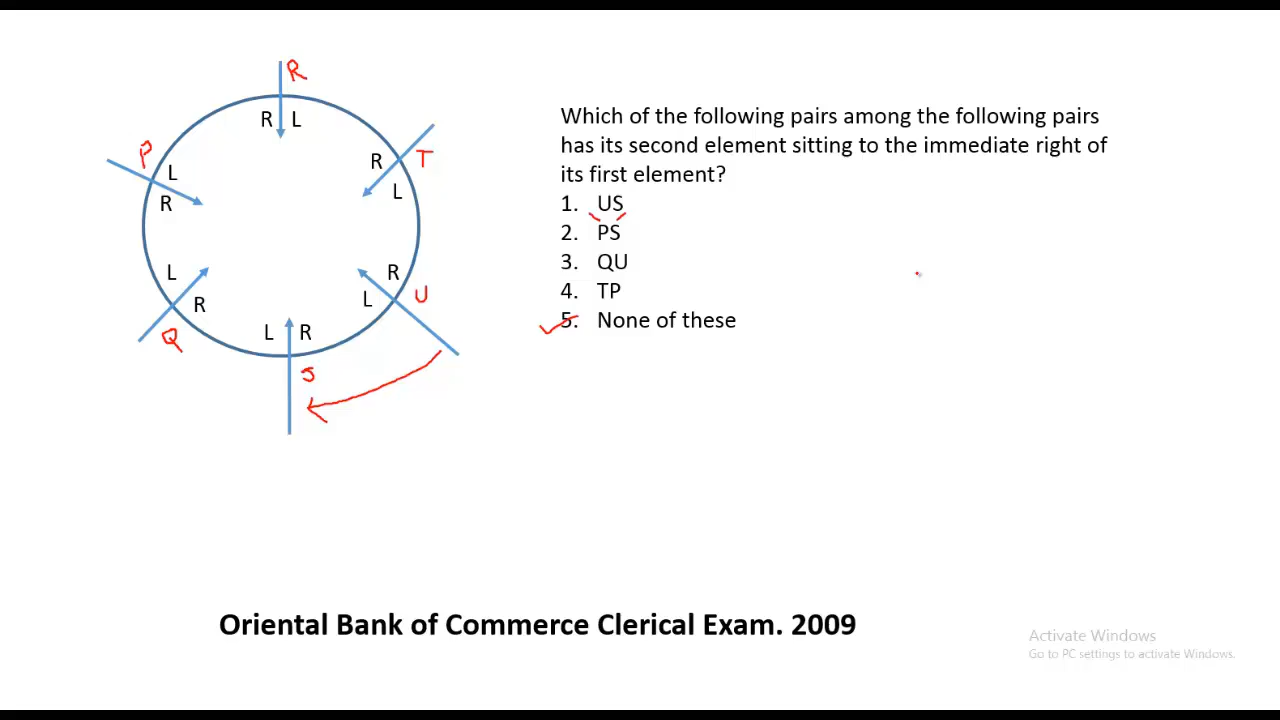 R
R L
P
L
R
R
T
L
L
R
Q
R
L
U
L R
S
Which of the following pairs among the following pairs
has its second element sitting to the immediate right of
its first element?
1. US
2. PS
3. QU
4. TP
5. None of these
Oriental Bank of Commerce Clerical Exam. 2009
Activate Windows
Go to PC settings to activate Windows.